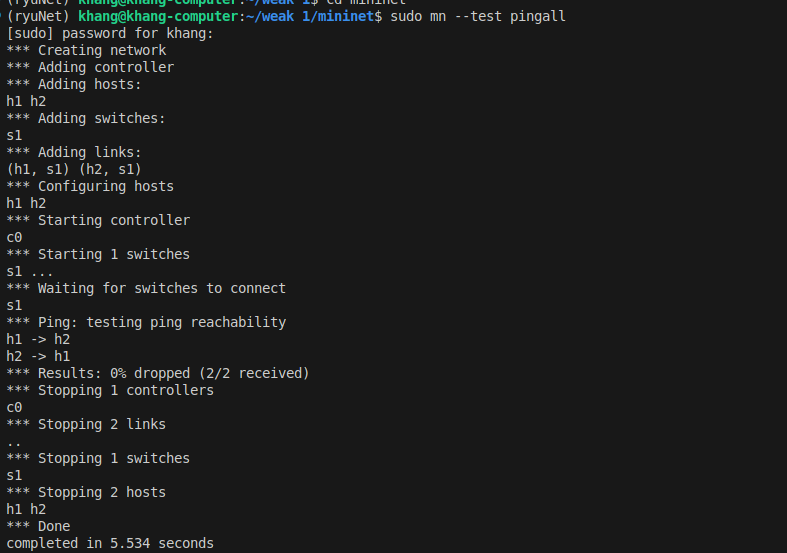 (ryuNet) khang@khang-computer:~/weak 1$ cd mininet
(ryuNet) khang@khang-computer:~/weak 1/mininet$ sudo mn --test pingall
[sudo] password for khang:
*** Creating network
*** Adding controller
*** Adding hosts:
h1 h2
*** Adding switches:
s1
*** Adding links:
(h1, s1) (h2, s1)
*** Configuring hosts
h1 h2
*** Starting controller
c0
*** Starting 1 switches
s1 ...
*** Waiting for switches to connect
s1
*** Ping: testing ping reachability
h1 -> h2
h2 -> h1
*** Results: 0% dropped (2/2 received)
*** Stopping 1 controllers
c0
*** Stopping 2 links
..
*** Stopping 1 switches
s1
*** Stopping 2 hosts
h1 h2
*** Done
completed in 5.534 seconds